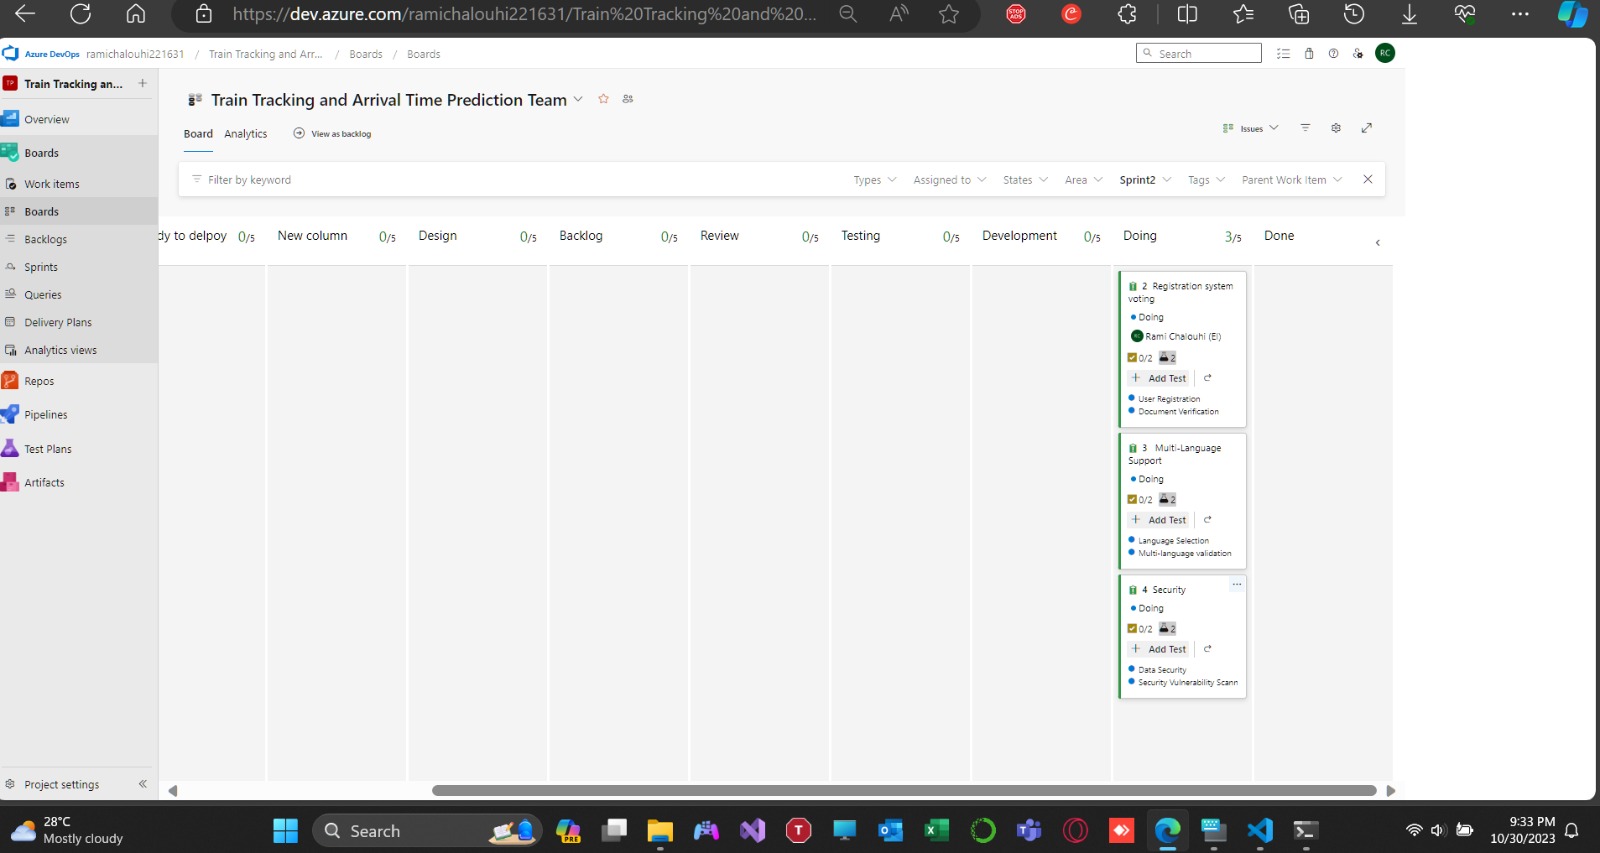 https://dev.azure.com/ramichalouhi221631/Train%20Tracking%20and%20...
Azure DevOps ramichalouhi221631 / Train Tracking and Arr... / Boards / Boards
Search
RC
TP Train Tracking an... +
Overview
Boards
Work items
Boards
Backlogs
Sprints
Queries
Delivery Plans
Analytics views
Repos
Pipelines
Test Plans
Artifacts
Project settings
Train Tracking and Arrival Time Prediction Team
Board Analytics View as backlog
Issues
Filter by keyword Types Assigned to States Area Sprint2 Tags Parent Work Item
dy to delpoy 0/5 New column 0/5 Design 0/5 Backlog 0/5 Review 0/5 Testing 0/5 Development 0/5 Doing 3/5 Done
2 Registration system
voting
Doing
RC Rami Chalouhi (El)
0/2 2
+ Add Test
User Registration
Document Verification
3 Multi-Language
Support
Doing
0/2 2
+ Add Test
Language Selection
Multi-language validation
4 Security ...
Doing
0/2 2
+ Add Test
Data Security
Security Vulnerability Scann
28°C
Mostly cloudy
Search
PRE
T
9:33 PM
10/30/2023